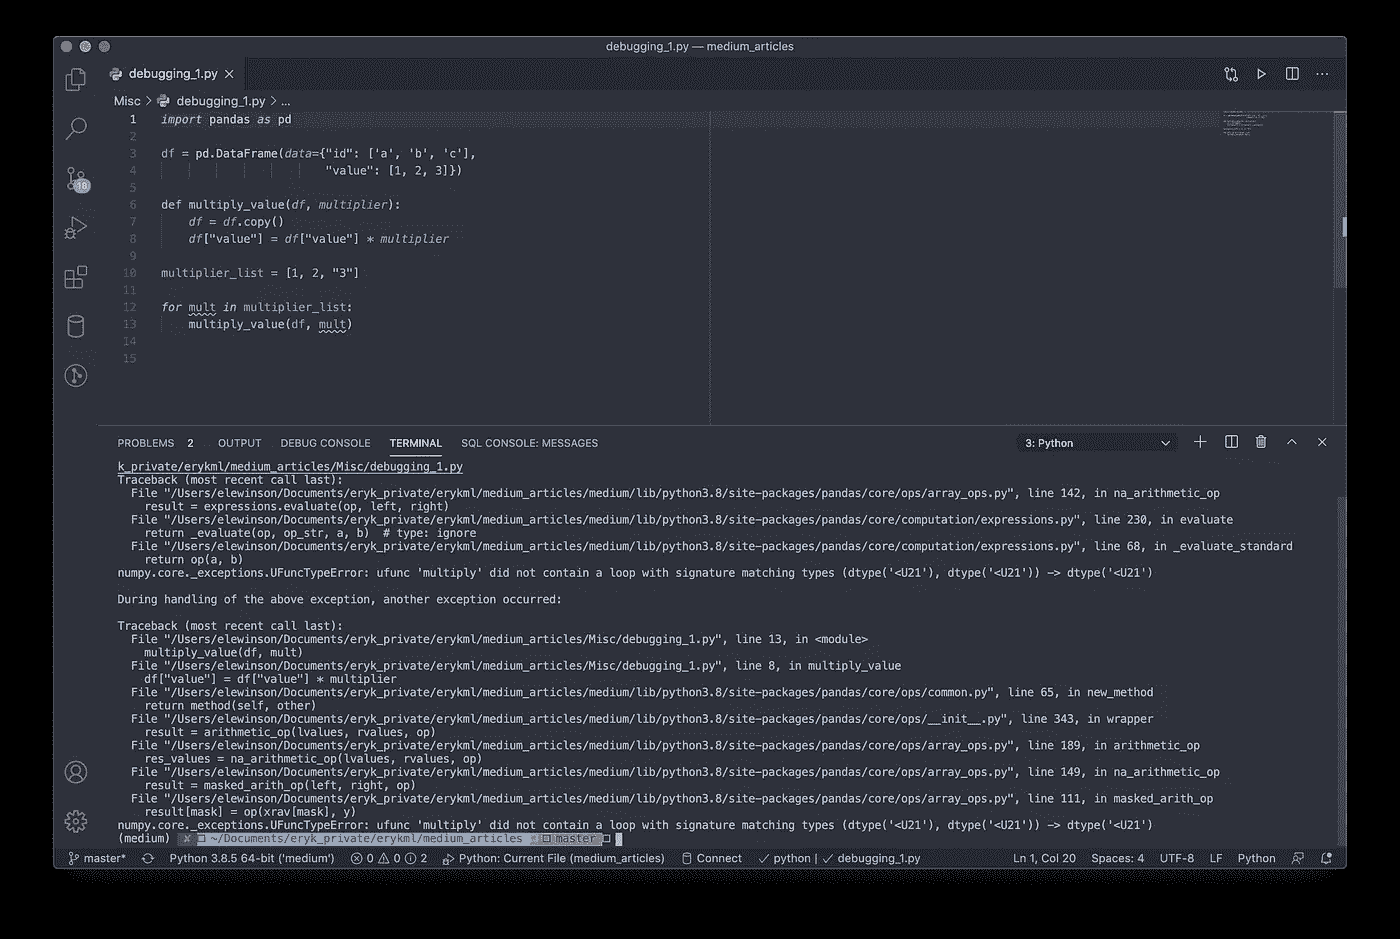 debugging_1.py — medium_articles
debugging_1.py ×
Misc > debugging_1.py > ...
1 import pandas as pd
2
3 df = pd.DataFrame(data={"id": ['a', 'b', 'c'],
4 "value": [1, 2, 3]})
5
6 def multiply_value(df, multiplier):
7 df = df.copy()
8 df["value"] = df["value"] * multiplier
9
10 multiplier_list = [1, 2, "3"]
11
12 for mult in multiplier_list:
13 multiply_value(df, mult)
14
15
18
PROBLEMS 2 OUTPUT DEBUG CONSOLE TERMINAL SQL CONSOLE: MESSAGES 3: Python
k_private/erykml/medium_articles/Misc/debugging_1.py
Traceback (most recent call last):
File "/Users/elewinson/Documents/eryk_private/erykml/medium_articles/medium/lib/python3.8/site-packages/pandas/core/ops/array_ops.py", line 142, in na_arithmetic_op
result = expressions.evaluate(op, left, right)
File "/Users/elewinson/Documents/eryk_private/erykml/medium_articles/medium/lib/python3.8/site-packages/pandas/core/computation/expressions.py", line 230, in evaluate
return _evaluate(op, op_str, a, b)  # type: ignore
File "/Users/elewinson/Documents/eryk_private/erykml/medium_articles/medium/lib/python3.8/site-packages/pandas/core/computation/expressions.py", line 68, in _evaluate_standard
return op(a, b)
numpy.core._exceptions.UFuncTypeError: ufunc 'multiply' did not contain a loop with signature matching types (dtype('<U21'), dtype('<U21')) -> dtype('<U21')
During handling of the above exception, another exception occurred:
Traceback (most recent call last):
File "/Users/elewinson/Documents/eryk_private/erykml/medium_articles/Misc/debugging_1.py", line 13, in <module>
multiply_value(df, mult)
File "/Users/elewinson/Documents/eryk_private/erykml/medium_articles/Misc/debugging_1.py", line 8, in multiply_value
df["value"] = df["value"] * multiplier
File "/Users/elewinson/Documents/eryk_private/erykml/medium_articles/medium/lib/python3.8/site-packages/pandas/core/ops/common.py", line 65, in new_method
return method(self, other)
File "/Users/elewinson/Documents/eryk_private/erykml/medium_articles/medium/lib/python3.8/site-packages/pandas/core/ops/__init__.py", line 343, in wrapper
result = arithmetic_op(lvalues, rvalues, op)
File "/Users/elewinson/Documents/eryk_private/erykml/medium_articles/medium/lib/python3.8/site-packages/pandas/core/ops/array_ops.py", line 189, in arithmetic_op
res_values = na_arithmetic_op(lvalues, rvalues, op)
File "/Users/elewinson/Documents/eryk_private/erykml/medium_articles/medium/lib/python3.8/site-packages/pandas/core/ops/array_ops.py", line 149, in na_arithmetic_op
result = masked_arith_op(left, right, op)
File "/Users/elewinson/Documents/eryk_private/erykml/medium_articles/medium/lib/python3.8/site-packages/pandas/core/ops/array_ops.py", line 111, in masked_arith_op
result[mask] = op(xrav[mask], y)
numpy.core._exceptions.UFuncTypeError: ufunc 'multiply' did not contain a loop with signature matching types (dtype('<U21'), dtype('<U21')) -> dtype('<U21')
(medium) ~/Documents/eryk_private/erykml/medium_articles master
master* Python 3.8.5 64-bit ('medium') 0 0 2 Python: Current File (medium_articles) Connect ✓ python | ✓ debugging_1.py Ln 1, Col 20 Spaces: 4 UTF-8 LF Python